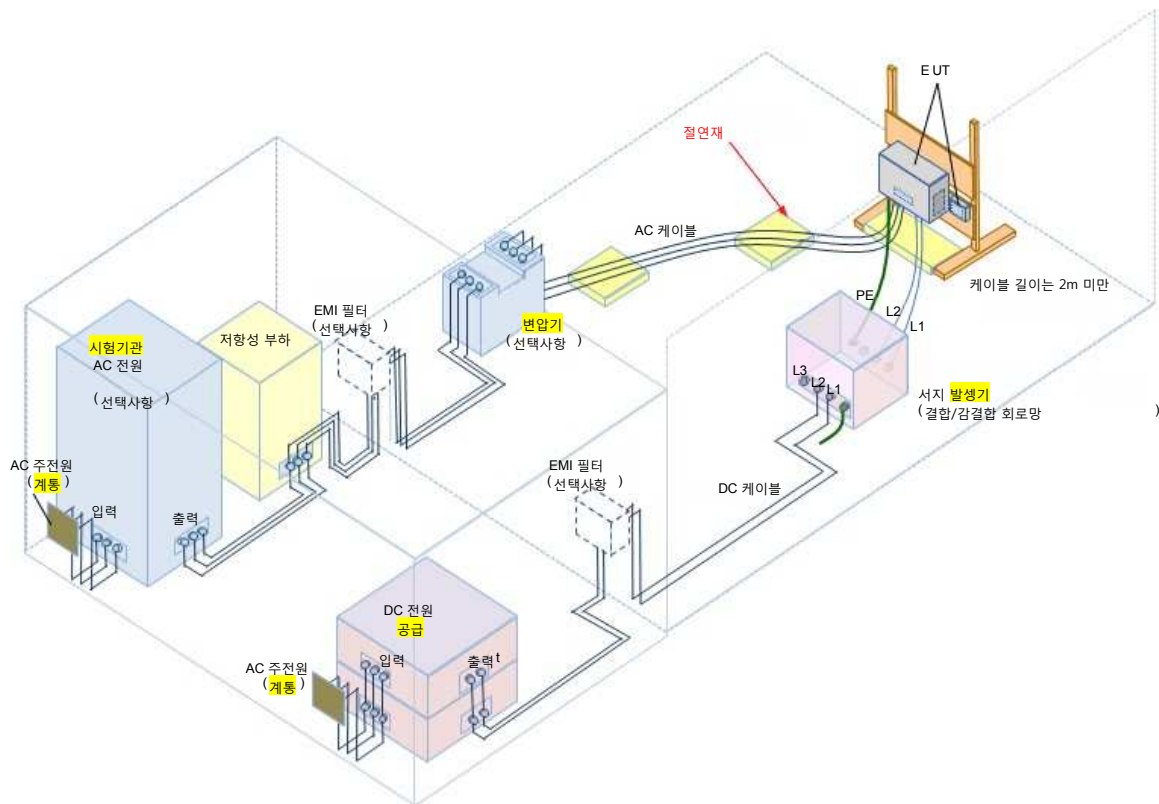 E UT
절연재
AC 케이블
케이블 길이는 2m 미만
PE
L2
L1
EMI 필터
(선택사항 )
변압기
(선택사항 )
저항성 부하
시험기관
AC 전원
(선택사항 )
L3
L2
L1
서지 발생기
(결합/감결합 회로망 )
AC 주전원
(계통)
입력
출력
EMI 필터
(선택사항 )
DC 케이블
DC 전원
공급
입력
출력 t
AC 주전원
(계통)